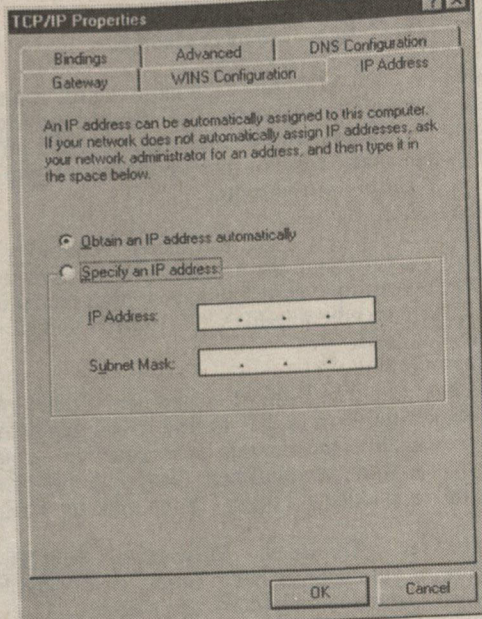 TCP/IP Properties
? X
Bindings
Advanced
DNS Configuration
Gateway
WINS Configuration
IP Address
An IP address can be automatically assigned to this computer.
If your network does not automatically assign IP addresses, ask
your network administrator for an address, and then type it in
the space below.
Obtain an IP address automatically
Specify an IP address:
IP Address:
. . .
Subnet Mask:
. . .
OK
Cancel